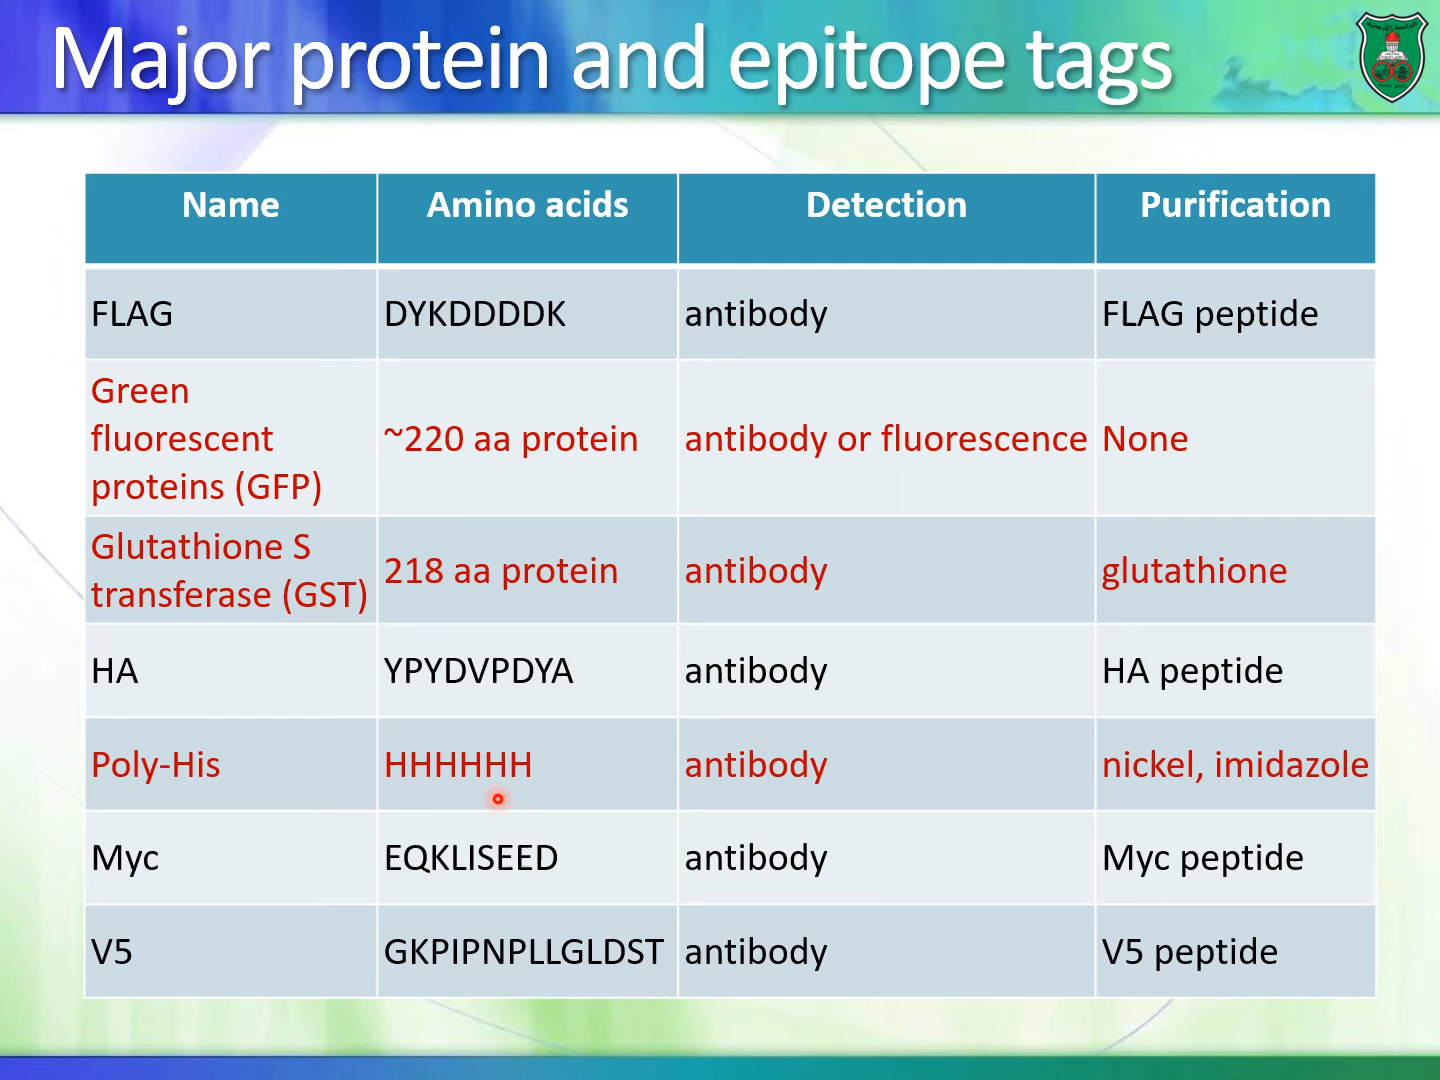 Major protein and epitope tags
Name Amino acids Detection Purification
FLAG DYKDDDDK antibody FLAG peptide
Green
fluorescent
proteins (GFP) ~220 aa protein antibody or fluorescence None
Glutathione S
transferase (GST) 218 aa protein antibody glutathione
HA YPYDVPDYA antibody HA peptide
Poly-His HHHHHH antibody nickel, imidazole
Myc EQKLISEED antibody Myc peptide
V5 GKPIPNPLLGLDST antibody V5 peptide